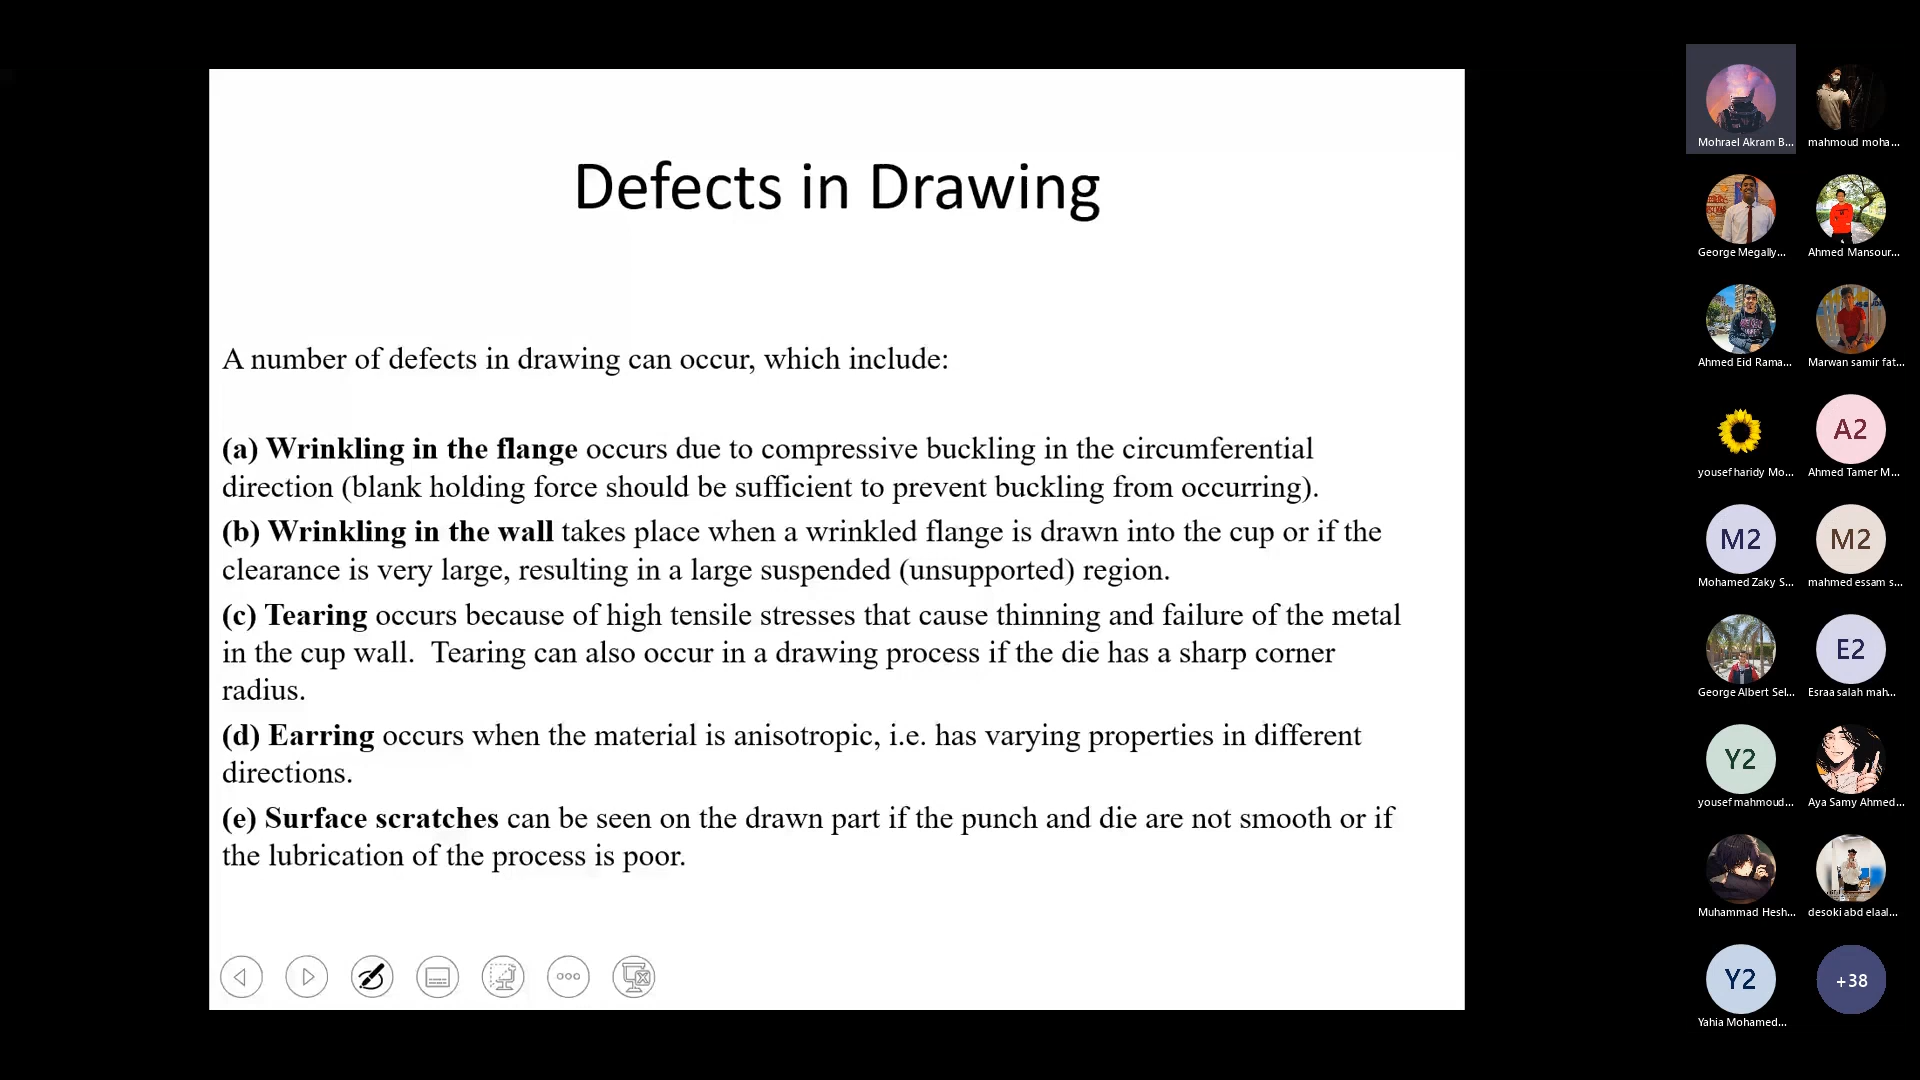 Defects in Drawing
A number of defects in drawing can occur, which include:
(a) Wrinkling in the flange occurs due to compressive buckling in the circumferential
direction (blank holding force should be sufficient to prevent buckling from occurring).
(b) Wrinkling in the wall takes place when a wrinkled flange is drawn into the cup or if the
clearance is very large, resulting in a large suspended (unsupported) region.
(c) Tearing occurs because of high tensile stresses that cause thinning and failure of the metal
in the cup wall.  Tearing can also occur in a drawing process if the die has a sharp corner
radius.
(d) Earring occurs when the material is anisotropic, i.e. has varying properties in different
directions.
(e) Surface scratches can be seen on the drawn part if the punch and die are not smooth or if
the lubrication of the process is poor.
Mohrael Akram B...
mahmoud moha...
George Megally...
Ahmed Mansour...
Ahmed Eid Rama...
Marwan samir fat...
A2
yousef haridy Mo...
Ahmed Tamer M...
M2
M2
Mohamed Zaky S...
mahmed essam s...
E2
George Albert Sel...
Esraa salah mah...
Y2
yousef mahmoud...
Aya Samy Ahmed...
Muhammad Hesh...
desoki abd elaal...
Y2
+38
Yahia Mohamed...